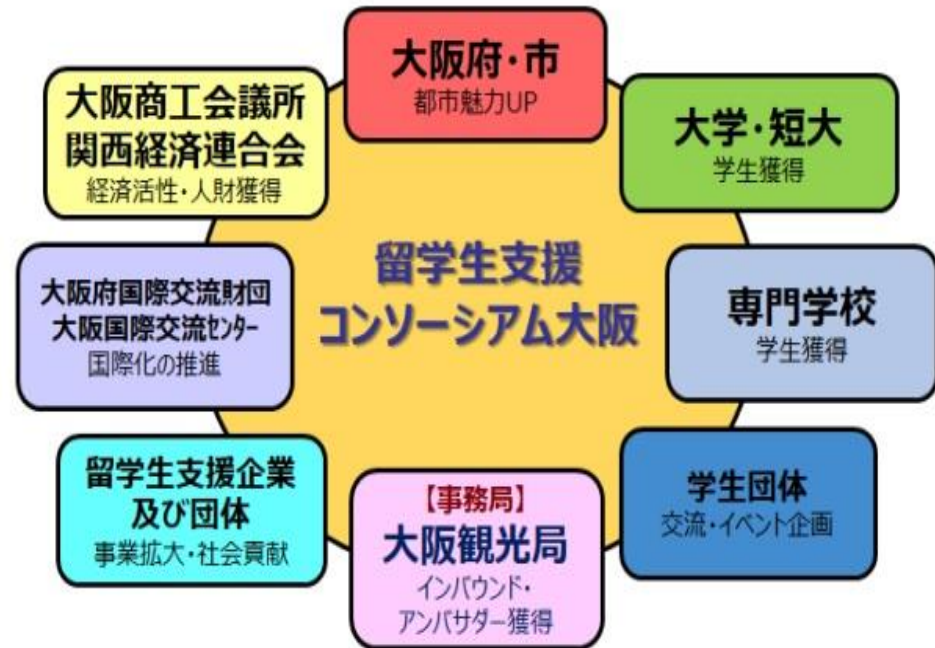 大阪府・市
都市魅力UP
大阪商工会議所
関西経済連合会
経済活性・人財獲得
大学・短大
学生獲得
留学生支援
コンソーシアム大阪
大阪府国際交流財団
大阪国際交流センター
国際化の推進
専門学校
学生獲得
留学生支援企業
及び団体
事業拡大・社会貢献
【事務局】
大阪観光局
インバウンド・
アンバサダー獲得
学生団体
交流・イベント企画